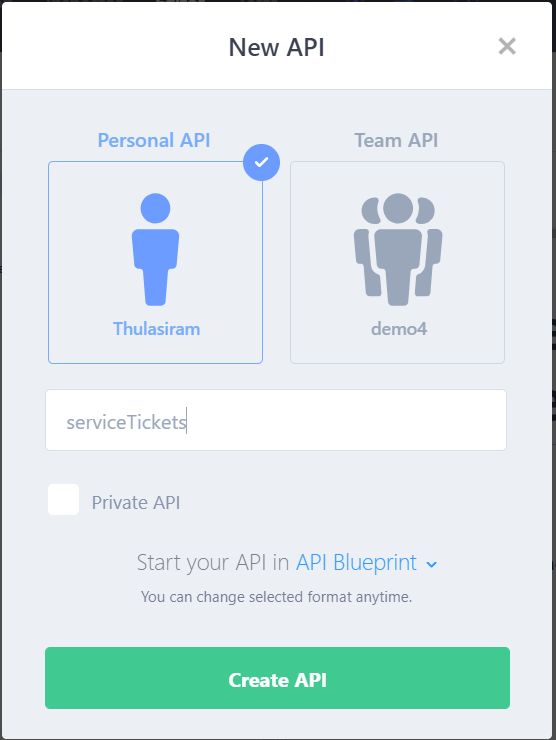 New API
Personal API
Team API
Thulasiram
demo4
serviceTickets
Private API
Start your API in API Blueprint
You can change selected format anytime.
Create API